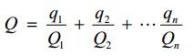 Q = q₁/Q₁ + q₂/Q₂ + ⋯ qₙ/Qₙ